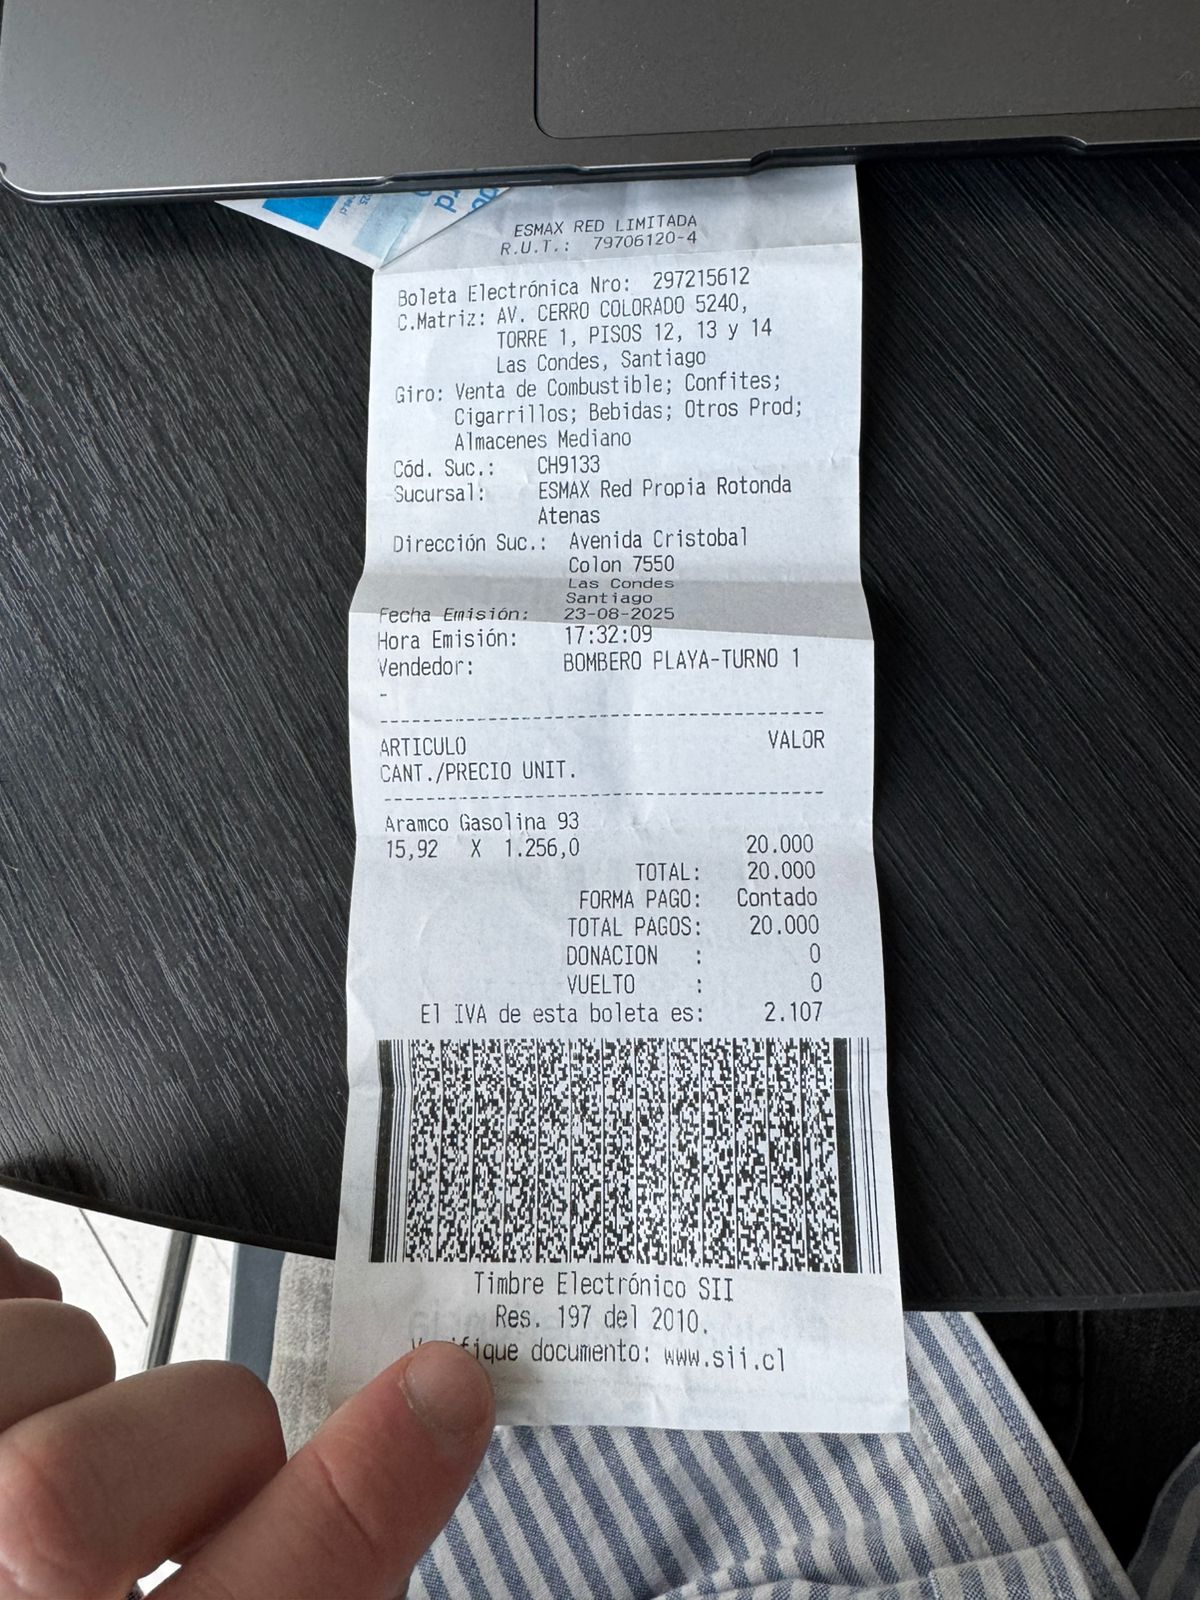 ESMAX RED LIMITADA
R.U.T.: 79706120-4
Boleta Electrónica Nro: 297215612
C.Matriz: AV. CERRO COLORADO 5240,
TORRE 1, PISOS 12, 13 y 14
Las Condes, Santiago
Giro: Venta de Combustible; Confites;
Cigarrillos; Bebidas; Otros Prod;
Almacenes Mediano
Cód. Suc.: CH9133
Sucursal: ESMAX Red Propia Rotonda
Atenas
Dirección Suc.: Avenida Cristobal
Colon 7550
Las Condes
Santiago
Fecha Emisión: 23-08-2025
Hora Emisión: 17:32:09
Vendedor: BOMBERO PLAYA-TURNO 1
-
ARTICULO VALOR
CANT./PRECIO UNIT.
Aramco Gasolina 93
15,92 X 1.256,0 20.000
TOTAL: 20.000
FORMA PAGO: Contado
TOTAL PAGOS: 20.000
DONACION : 0
VUELTO : 0
El IVA de esta boleta es: 2.107
Timbre Electrónico SII
Res. 197 del 2010.
Verifique documento: www.sii.cl